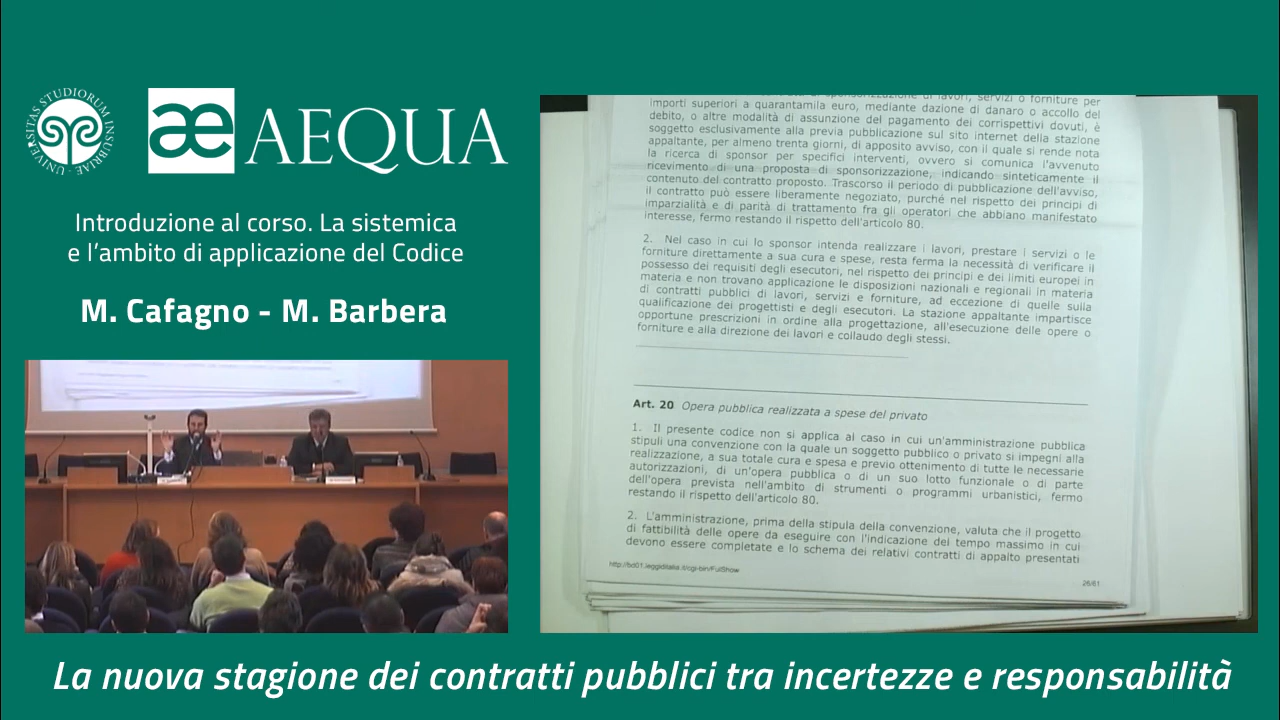 UNIVERSITAS STUDIORUM INSUBRIAE
æ AEQUA
Introduzione al corso. La sistemica
e l’ambito di applicazione del Codice
M. Cafagno - M. Barbera
di sponsorizzazione di lavori, servizi o forniture per
importi superiori a quarantamila euro, mediante dazione di danaro o accollo del
debito, o altre modalità di assunzione del pagamento dei corrispettivi dovuti, è
soggetto esclusivamente alla previa pubblicazione sul sito internet della stazione
appaltante, per almeno trenta giorni, di apposito avviso, con il quale si rende nota
la ricerca di sponsor per specifici interventi, ovvero si comunica l'avvenuto
ricevimento di una proposta di sponsorizzazione, indicando sinteticamente il
contenuto del contratto proposto. Trascorso il periodo di pubblicazione dell'avviso,
il contratto può essere liberamente negoziato, purché nel rispetto dei principi di
imparzialità e di parità di trattamento fra gli operatori che abbiano manifestato
interesse, fermo restando il rispetto dell'articolo 80.
2. Nel caso in cui lo sponsor intenda realizzare i lavori, prestare i servizi o le
forniture direttamente a sua cura e spese, resta ferma la necessità di verificare il
possesso dei requisiti degli esecutori, nel rispetto dei principi e dei limiti europei in
materia e non trovano applicazione le disposizioni nazionali e regionali in materia
di contratti pubblici di lavori, servizi e forniture, ad eccezione di quelle sulla
qualificazione dei progettisti e degli esecutori. La stazione appaltante impartisce
opportune prescrizioni in ordine alla progettazione, all'esecuzione delle opere o
forniture e alla direzione dei lavori e collaudo degli stessi.
Art. 20 Opera pubblica realizzata a spese del privato
1. Il presente codice non si applica al caso in cui un'amministrazione pubblica
stipuli una convenzione con la quale un soggetto pubblico o privato si impegni alla
realizzazione, a sua totale cura e spesa e previo ottenimento di tutte le necessarie
autorizzazioni, di un'opera pubblica o di un suo lotto funzionale o di parte
dell'opera prevista nell'ambito di strumenti o programmi urbanistici, fermo
restando il rispetto dell'articolo 80.
2. L'amministrazione, prima della stipula della convenzione, valuta che il progetto
di fattibilità delle opere da eseguire con l'indicazione del tempo massimo in cui
devono essere completate e lo schema dei relativi contratti di appalto presentati
http://bd01.leggiditalia.it/cgi-bin/FulShow
26/81
La nuova stagione dei contratti pubblici tra incertezze e responsabilità